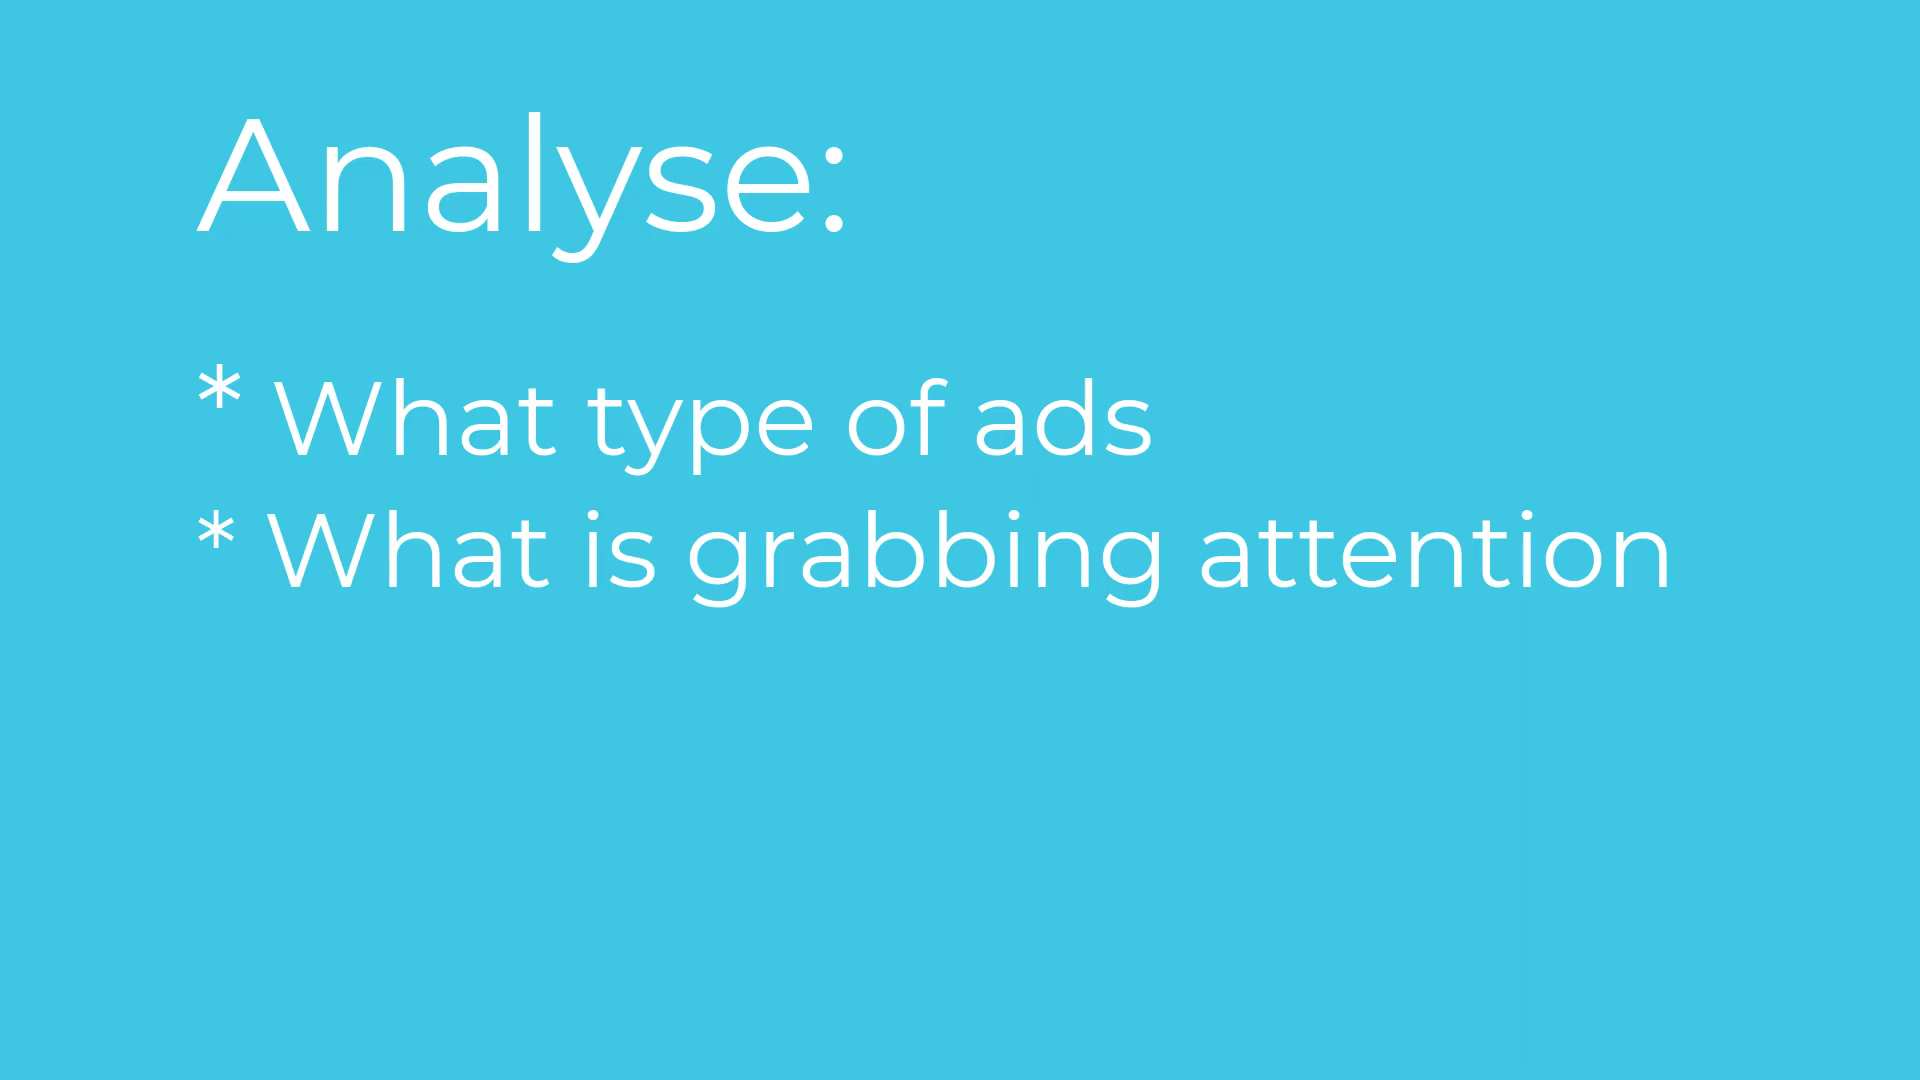 Analyse:
* What type of ads
* What is grabbing attention